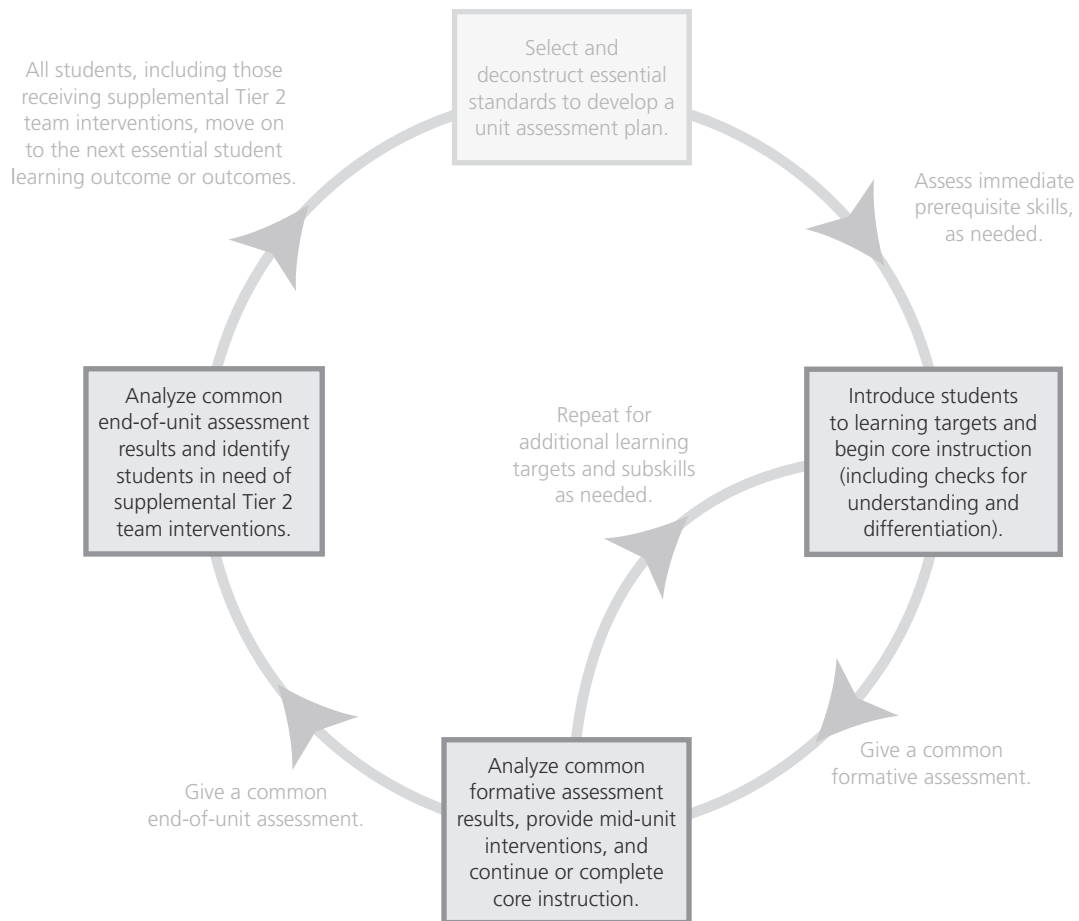 Select and
deconstruct essential
standards to develop a
unit assessment plan.
All students, including those
receiving supplemental Tier 2
team interventions, move on
to the next essential student
learning outcome or outcomes.
Assess immediate
prerequisite skills,
as needed.
Analyze common
end-of-unit assessment
results and identify
students in need of
supplemental Tier 2
team interventions.
Repeat for
additional learning
targets and subskills
as needed.
Introduce students
to learning targets and
begin core instruction
(including checks for
understanding and
differentiation).
Give a common
end-of-unit assessment.
Analyze common
formative assessment
results, provide mid-unit
interventions, and
continue or complete
core instruction.
Give a common
formative assessment.